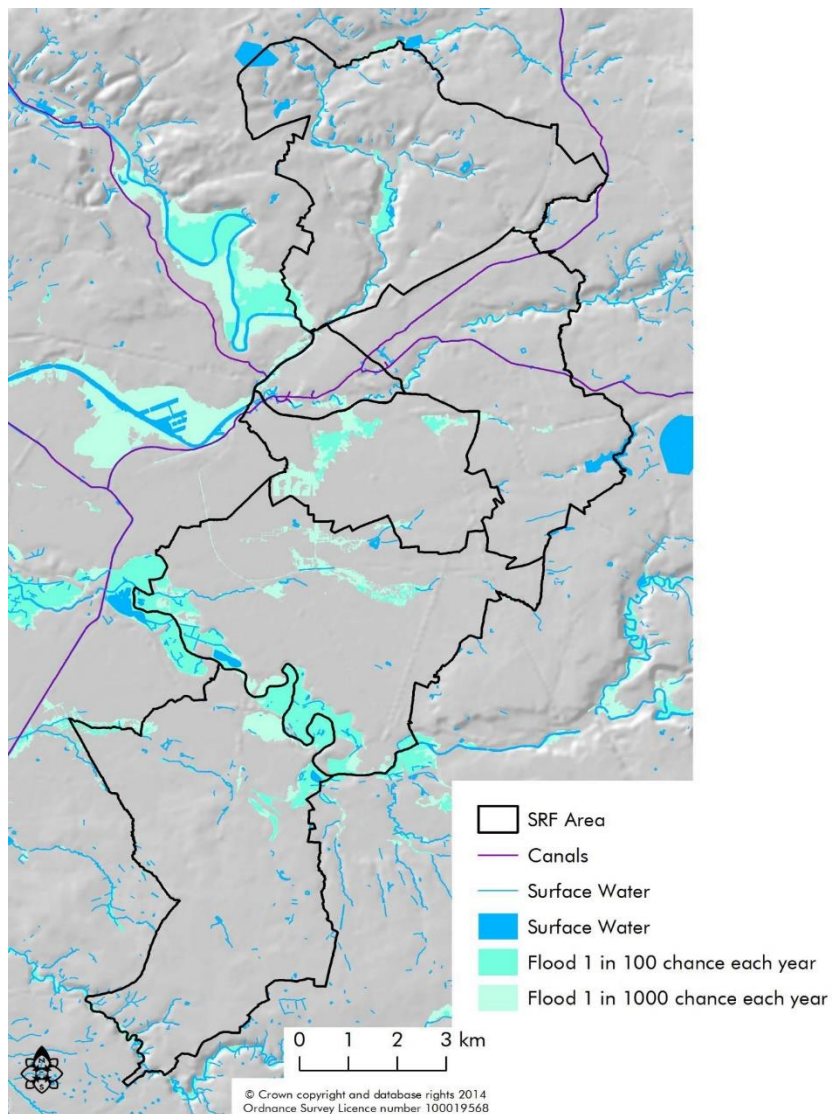 SRF Area
Canals
Surface Water
Surface Water
Flood 1 in 100 chance each year
Flood 1 in 1000 chance each year
0 1 2 3 km
© Crown copyright and database rights 2014
Ordnance Survey Licence number 100019568